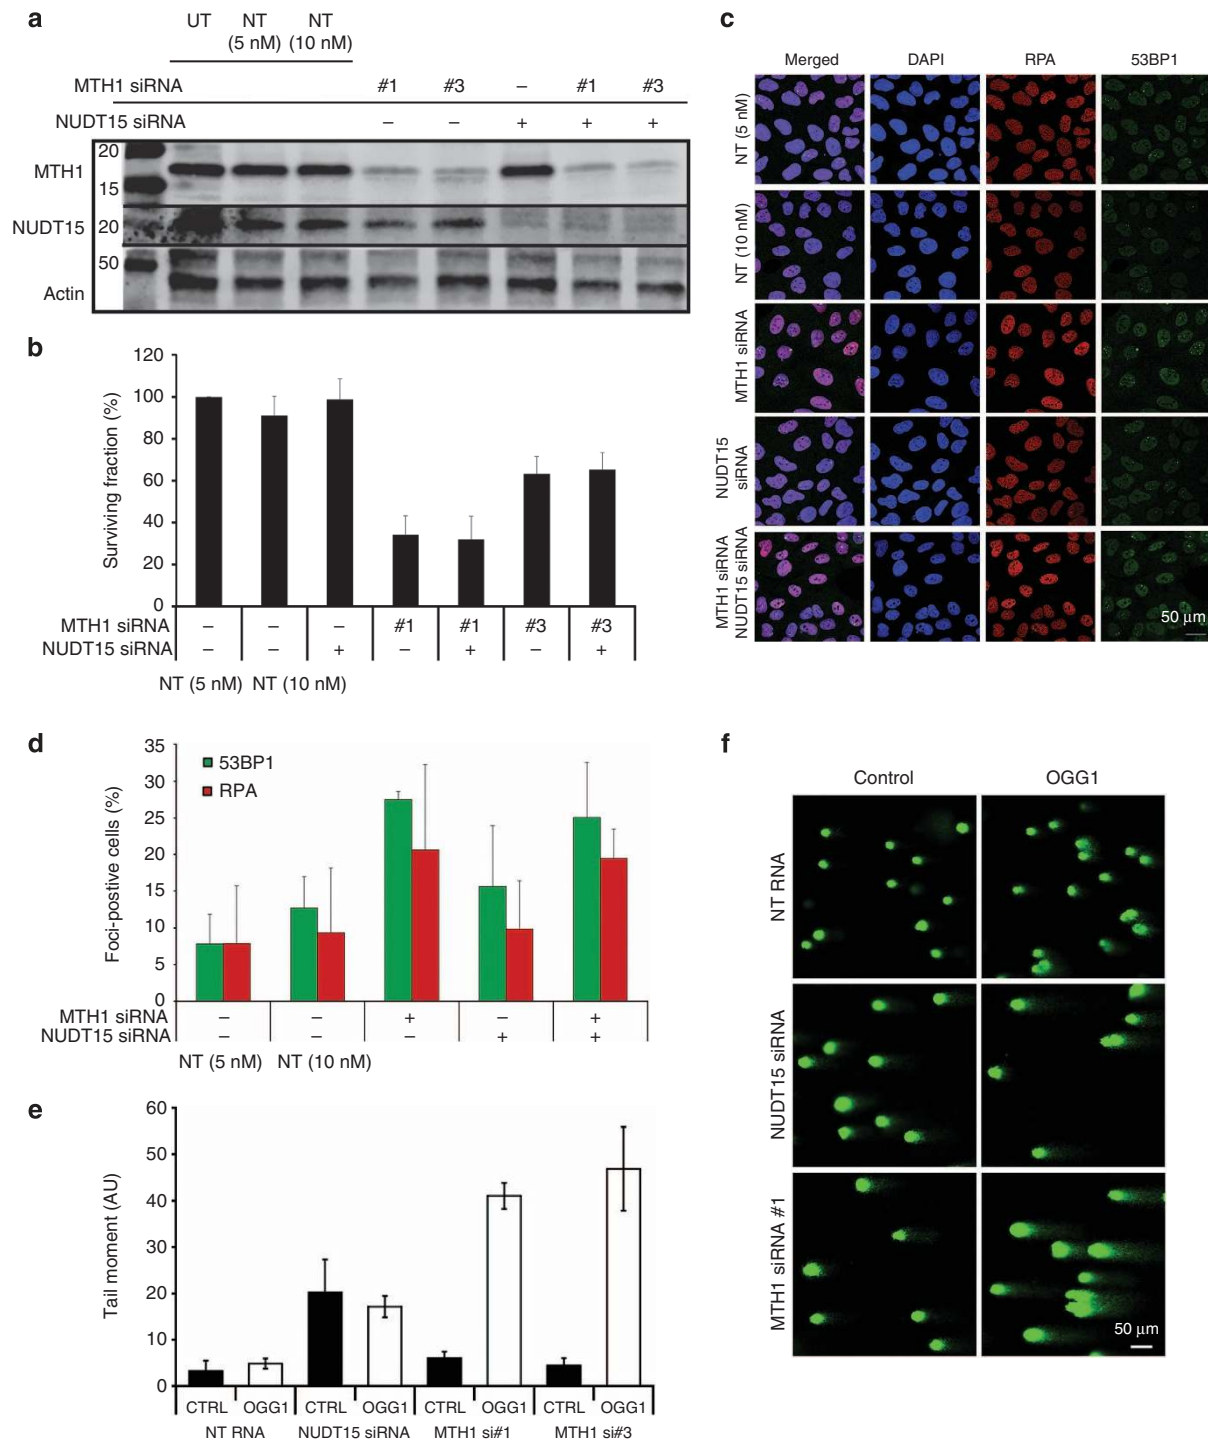 a
UT NT NT
(5 nM) (10 nM)
MTH1 siRNA #1 #3 – #1 #3
NUDT15 siRNA – – + + +
MTH1 20
15
NUDT15 20
50
Actin
b
120
100
80
60
40
20
0
Surviving fraction (%)
MTH1 siRNA – – – #1 #1 #3 #3
NUDT15 siRNA – – + – + – +
NT (5 nM) NT (10 nM)
c
Merged DAPI RPA 53BP1
NT (5 nM)
NT (10 nM)
MTH1 siRNA
NUDT15
siRNA
MTH1 siRNA
NUDT15 siRNA
50 µm
d
35
30
25
20
15
10
5
0
Foci-postive cells (%)
53BP1
RPA
MTH1 siRNA – – + – +
NUDT15 siRNA – – – + +
NT (5 nM) NT (10 nM)
e
60
50
40
30
20
10
0
Tail moment (AU)
CTRL OGG1 CTRL OGG1 CTRL OGG1 CTRL OGG1
NT RNA NUDT15 siRNA MTH1 si#1 MTH1 si#3
f
Control OGG1
NT RNA
NUDT15 siRNA
MTH1 siRNA #1
50 µm